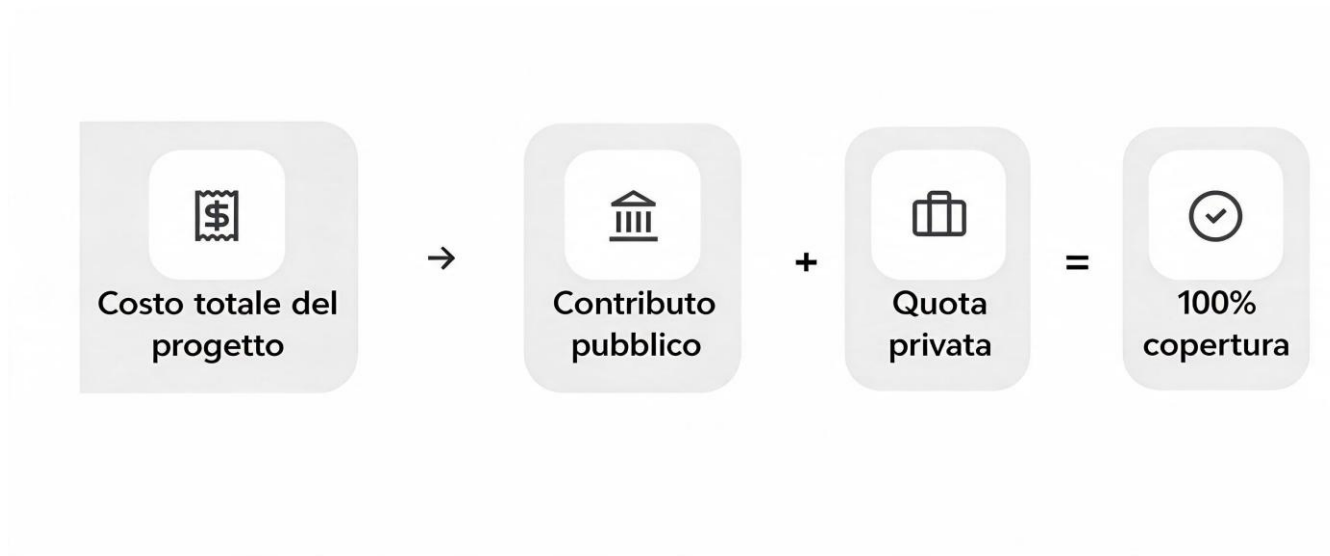 Costo totale del
progetto
→
Contributo
pubblico
+
Quota
privata
=
100%
copertura